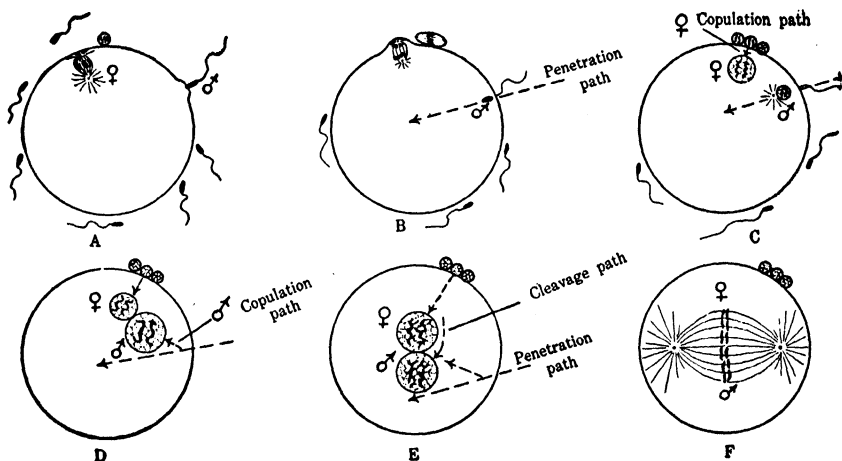 ♀ Copulation path
♀
♂
A
Penetration
path
♂
B
♀
♂
C
♀
♂
♂
Copulation
path
D
Cleavage path
♀
♂
Penetration
path
E
♀
♂
F